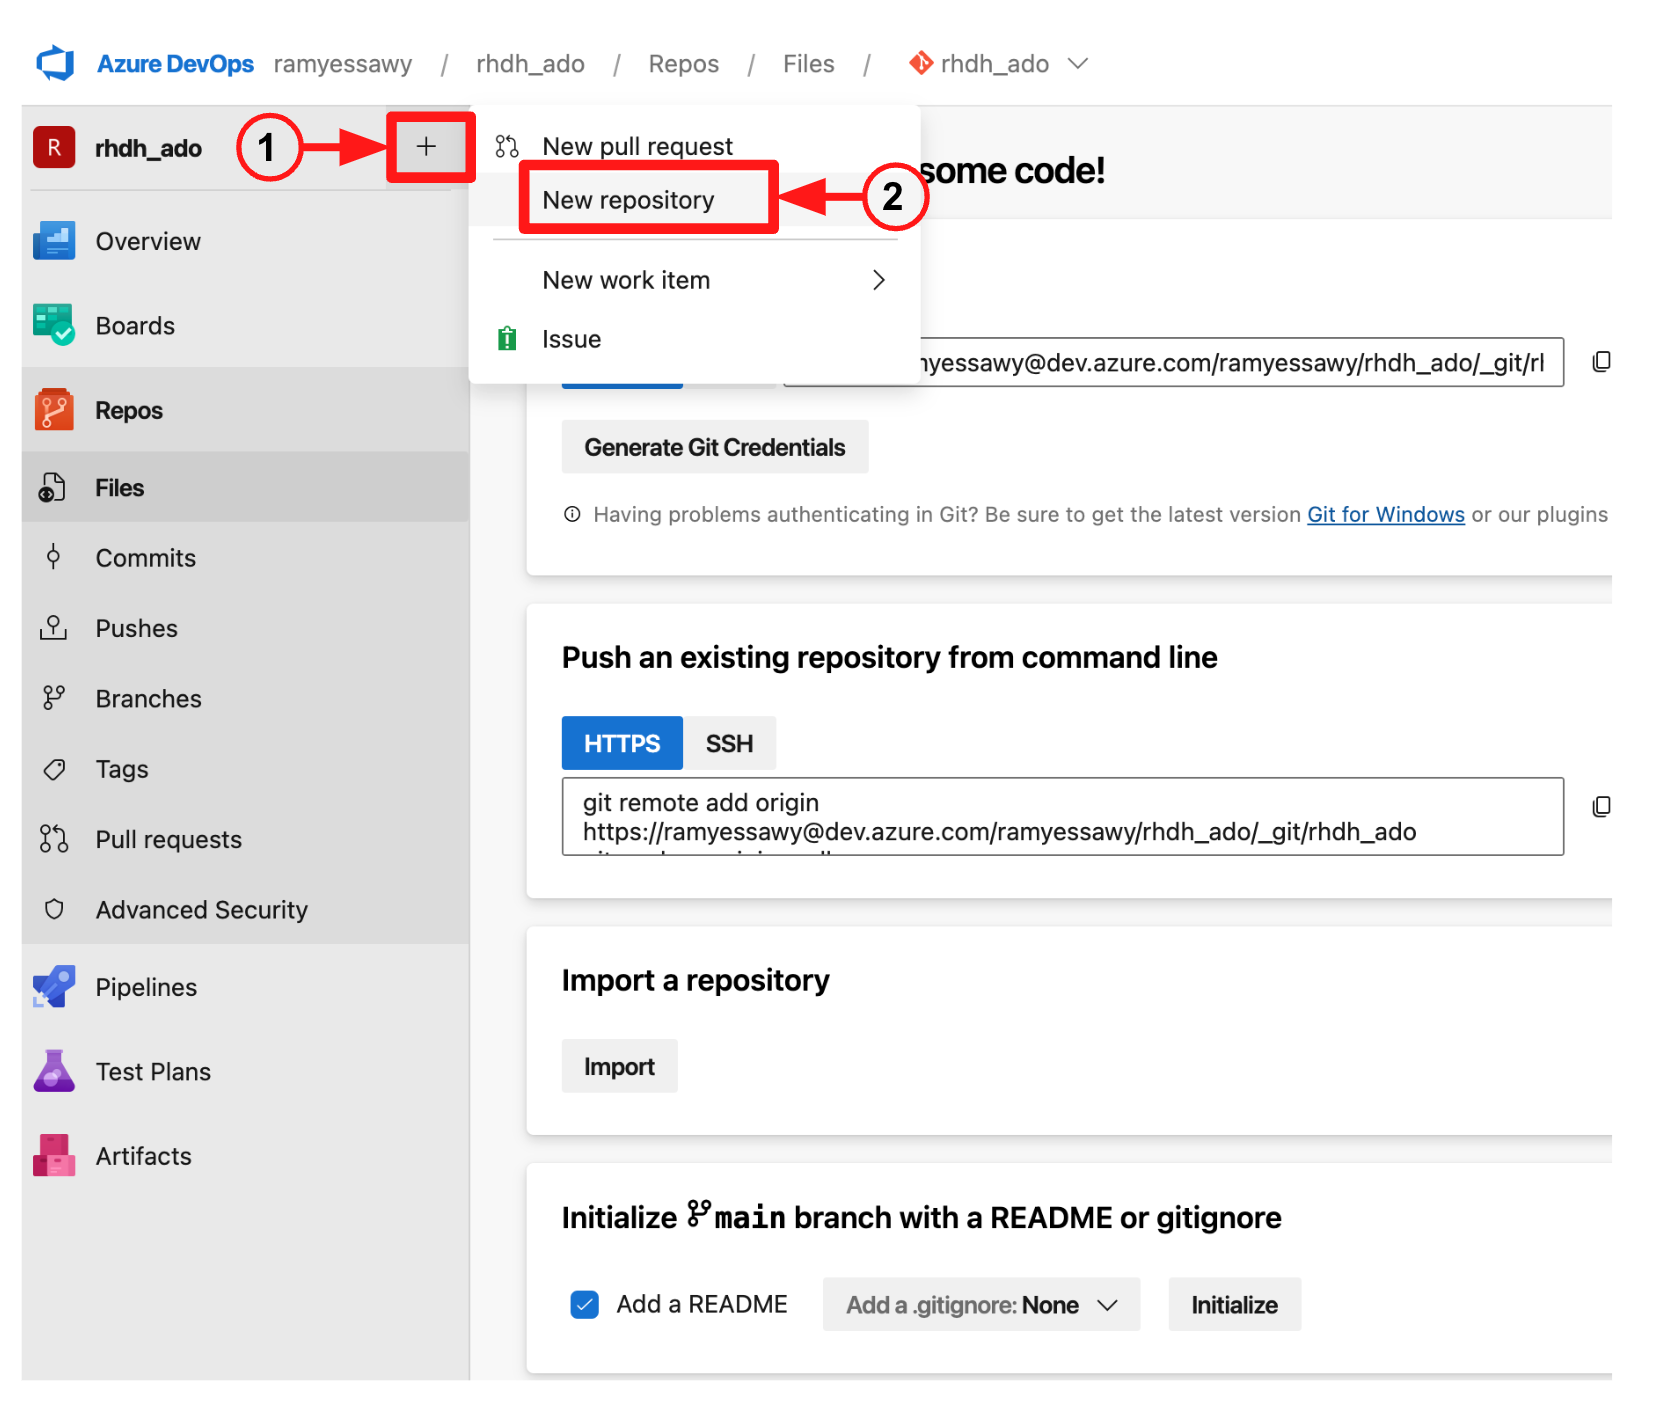 Azure DevOps ramyessawy / rhdh_ado / Repos / Files / rhdh_ado
R rhdh_ado 1 +
New pull request
New repository 2
New work item
Issue
some code!
Overview
Boards
Repos
Files
Commits
Pushes
Branches
Tags
Pull requests
Advanced Security
Pipelines
Test Plans
Artifacts
yessawy@dev.azure.com/ramyessawy/rhdh_ado/_git/rl
Generate Git Credentials
Having problems authenticating in Git? Be sure to get the latest version Git for Windows or our plugins
Push an existing repository from command line
HTTPS SSH
git remote add origin
https://ramyessawy@dev.azure.com/ramyessawy/rhdh_ado/_git/rhdh_ado
Import a repository
Import
Initialize main branch with a README or gitignore
Add a README Add a .gitignore: None Initialize